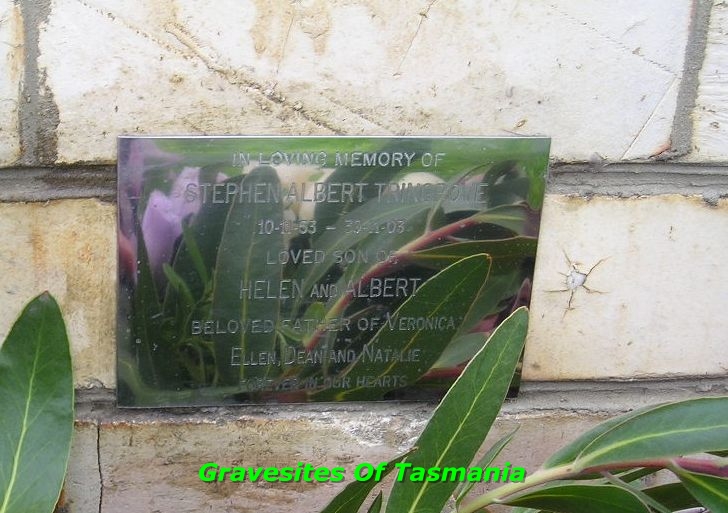 IN LOVING MEMORY OF
STEPHEN ALBERT TRINGROVE
10-11-53 – 30-11-03
LOVED SON OF
HELEN AND ALBERT
BELOVED FATHER OF VERONICA,
ELLEN, DEAN AND NATALIE
FOREVER IN OUR HEARTS
Gravesites Of Tasmania